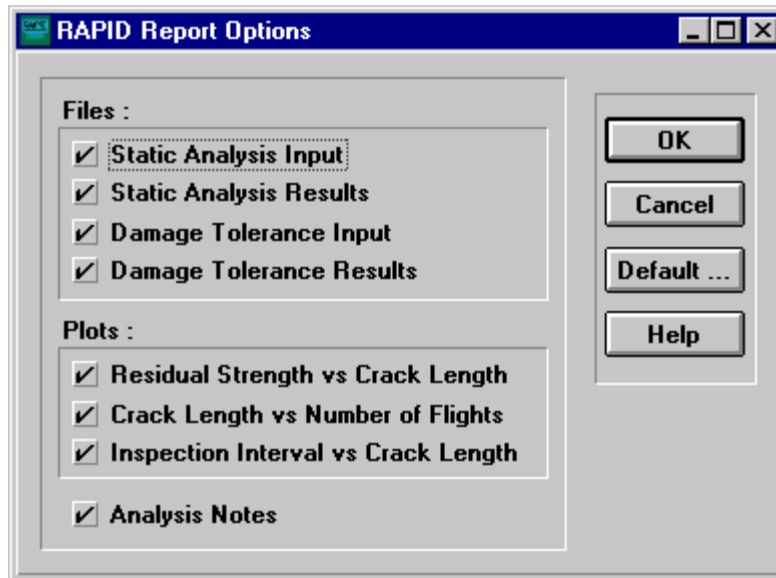 RAPID Report Options
Files :
Static Analysis Input
Static Analysis Results
Damage Tolerance Input
Damage Tolerance Results
Plots :
Residual Strength vs Crack Length
Crack Length vs Number of Flights
Inspection Interval vs Crack Length
Analysis Notes
OK
Cancel
Default ...
Help